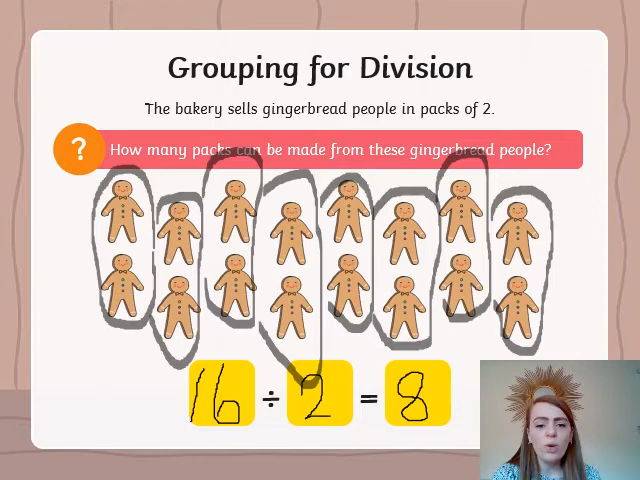 Grouping for Division
The bakery sells gingerbread people in packs of 2.
? How many packs can be made from these gingerbread people?
16 ÷ 2 = 8